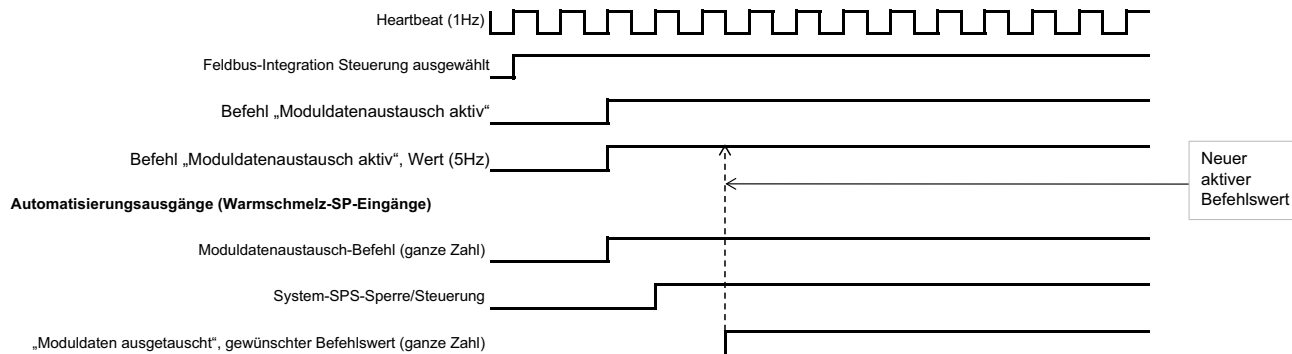 Heartbeat (1Hz)
Feldbus-Integration Steuerung ausgewählt
Befehl „Moduldatenaustausch aktiv“
Befehl „Moduldatenaustausch aktiv“, Wert (5Hz)
Neuer
aktiver
Befehlswert
Automatisierungsausgänge (Warmschmelz-SP-Eingänge)
Moduldatenaustausch-Befehl (ganze Zahl)
System-SPS-Sperre/Steuerung
„Moduldaten ausgetauscht“, gewünschter Befehlswert (ganze Zahl)